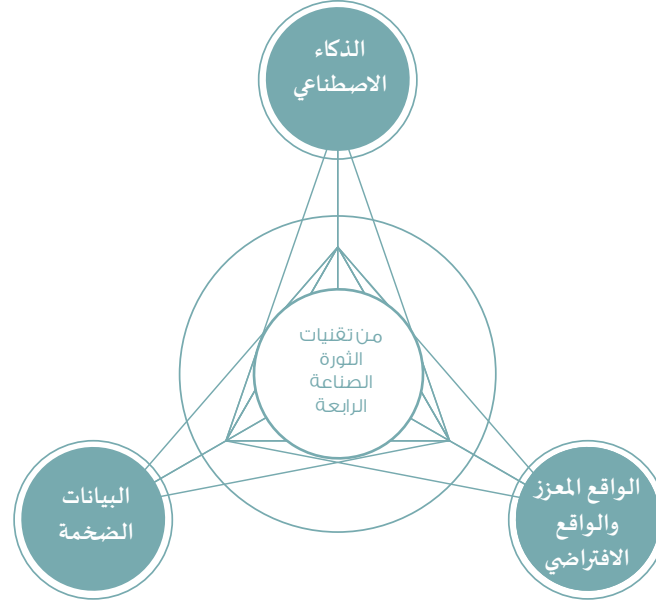 الذكاء
الاصطناعي
من تقنيات
الثورة
الصناعة
الرابعة
الواقع المعزز
والواقع
الافتراضي
البيانات
الضخمة